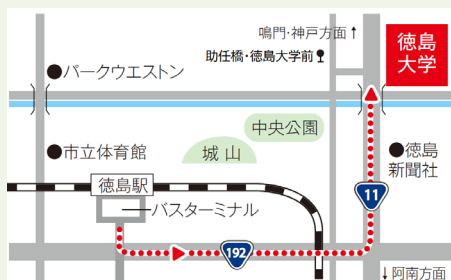 鳴門・神戸方面↑
助任橋・徳島大学前
徳島
大学
●パークウエストン
中央公園
●市立体育館
城山
●徳島
新聞社
徳島駅
バスターミナル
11
192
↓阿南方面